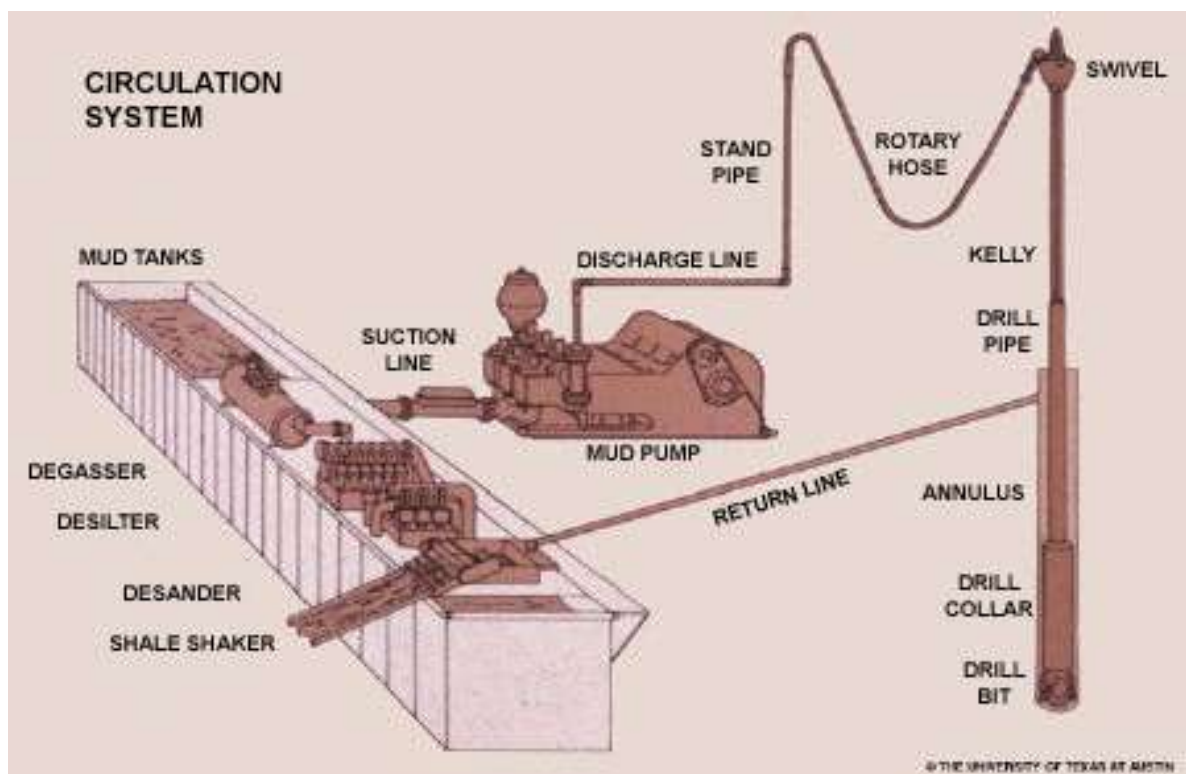 CIRCULATION
SYSTEM
SWIVEL
STAND
PIPE
ROTARY
HOSE
MUD TANKS
DISCHARGE LINE
KELLY
SUCTION
LINE
DRILL
PIPE
MUD PUMP
DEGASSER
RETURN LINE
ANNULUS
DESILTER
DESANDER
DRILL
COLLAR
SHALE SHAKER
DRILL
BIT
© THE UNIVERSITY OF TEXAS AT AUSTIN